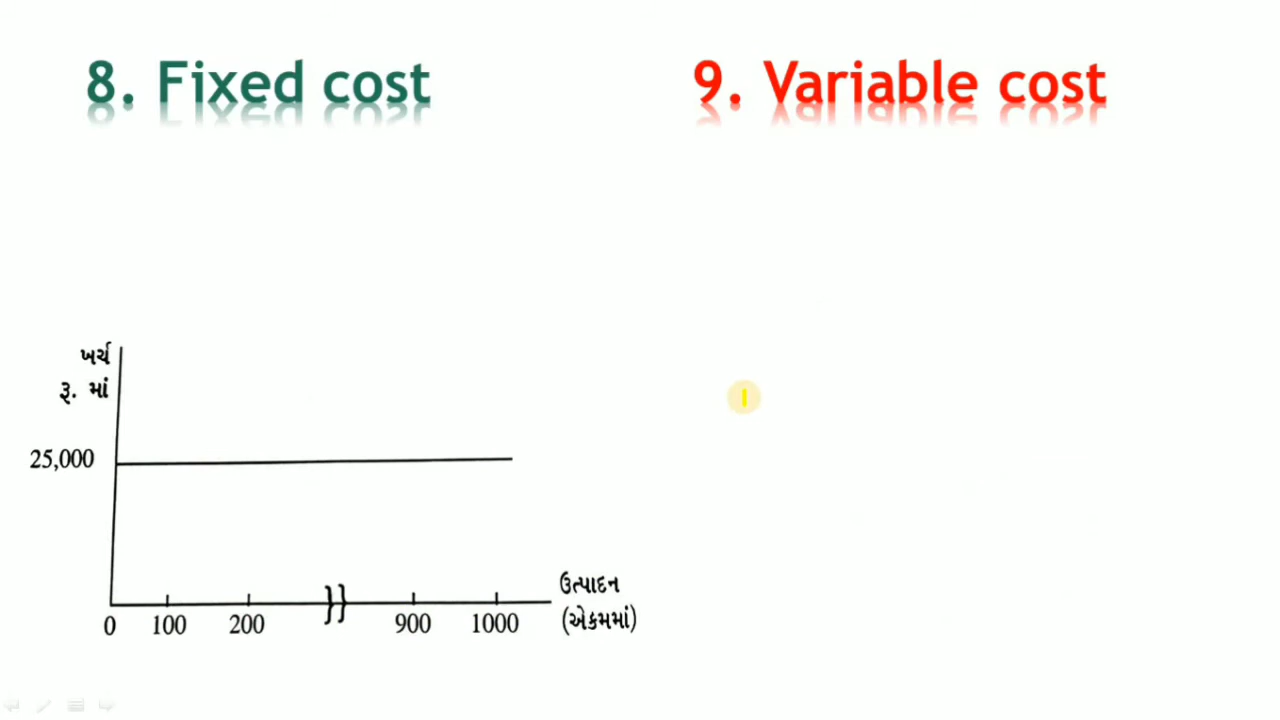 8. Fixed cost
9. Variable cost
ખર્ચ
રૂ. માં
25,000
0 100 200 900 1000
ઉત્પાદન
(એકમમાં)